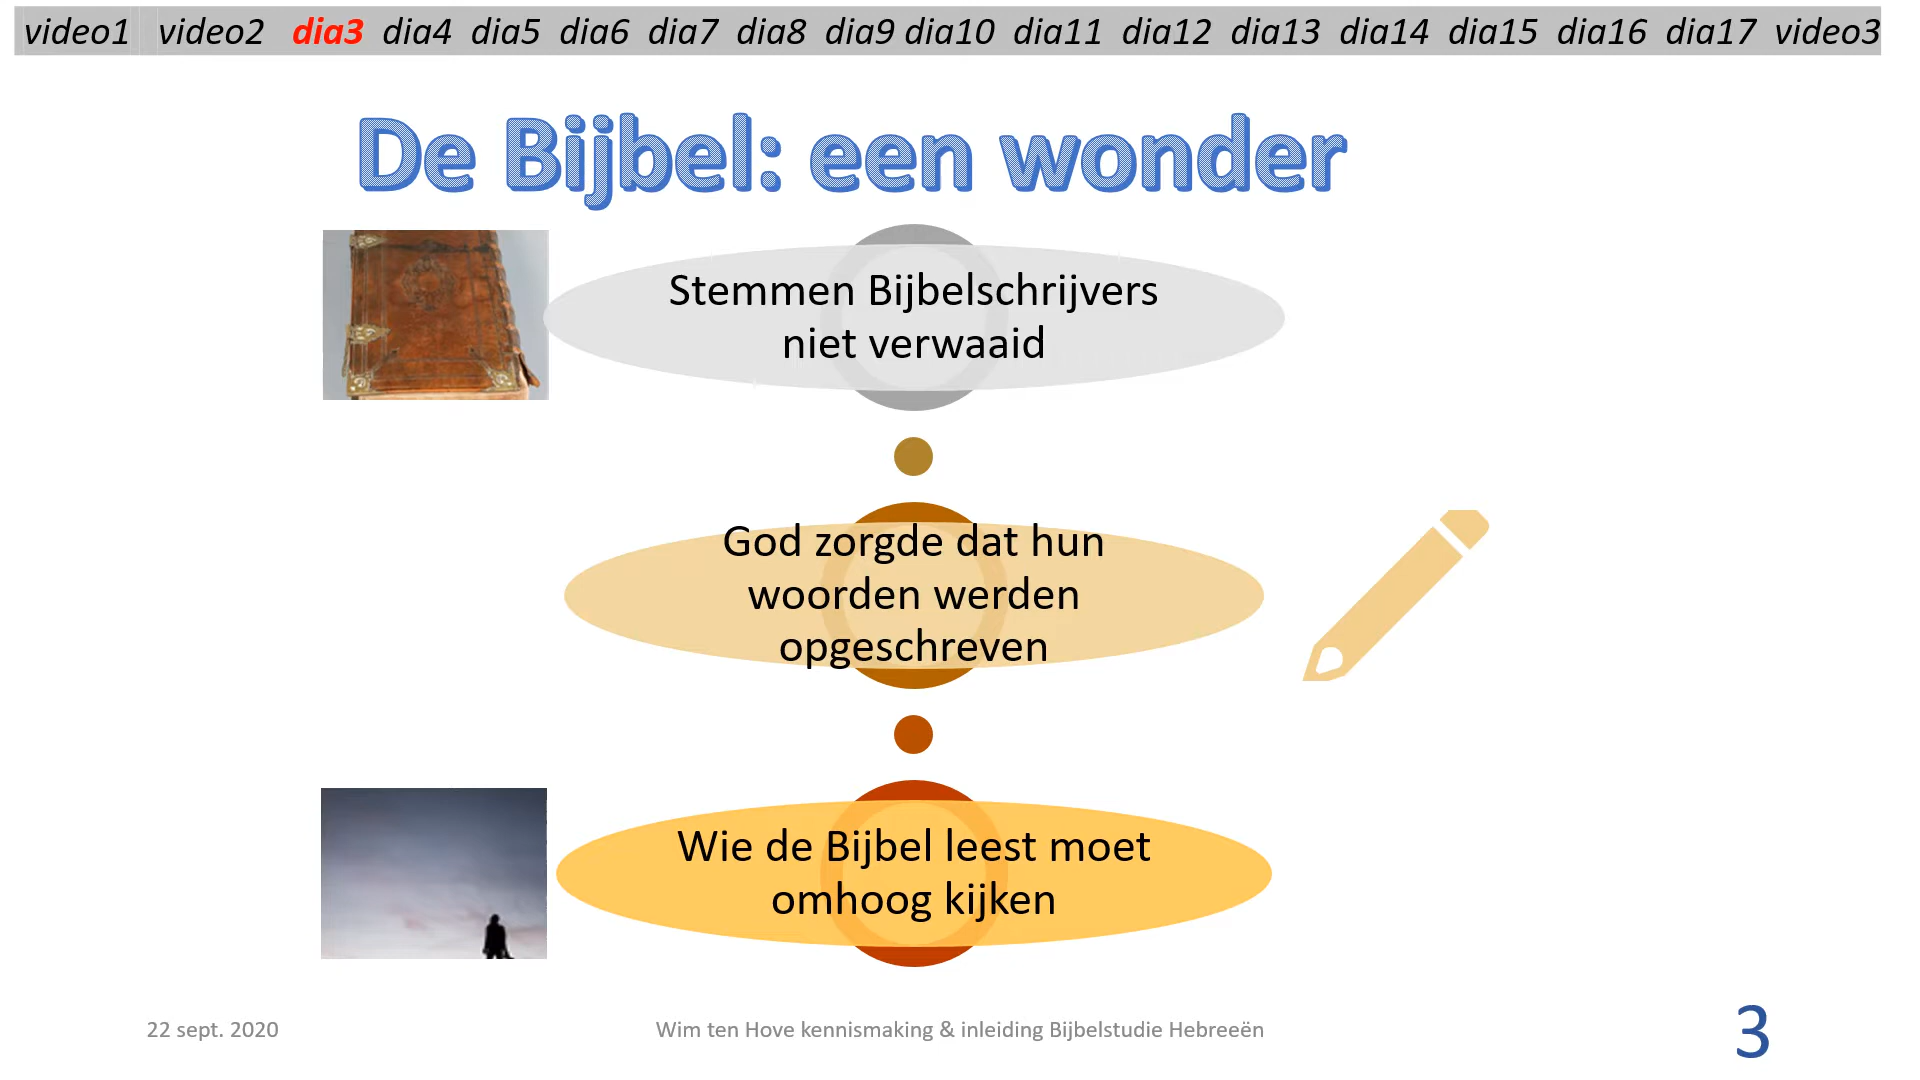 video1 video2 dia3 dia4 dia5 dia6 dia7 dia8 dia9 dia10 dia11 dia12 dia13 dia14 dia15 dia16 dia17 video3
De Bijbel: een wonder
Stemmen Bijbelschrijvers
niet verwaaid
God zorgde dat hun
woorden werden
opgeschreven
Wie de Bijbel leest moet
omhoog kijken
22 sept. 2020
Wim ten Hove kennismaking & inleiding Bijbelstudie Hebreeën
3